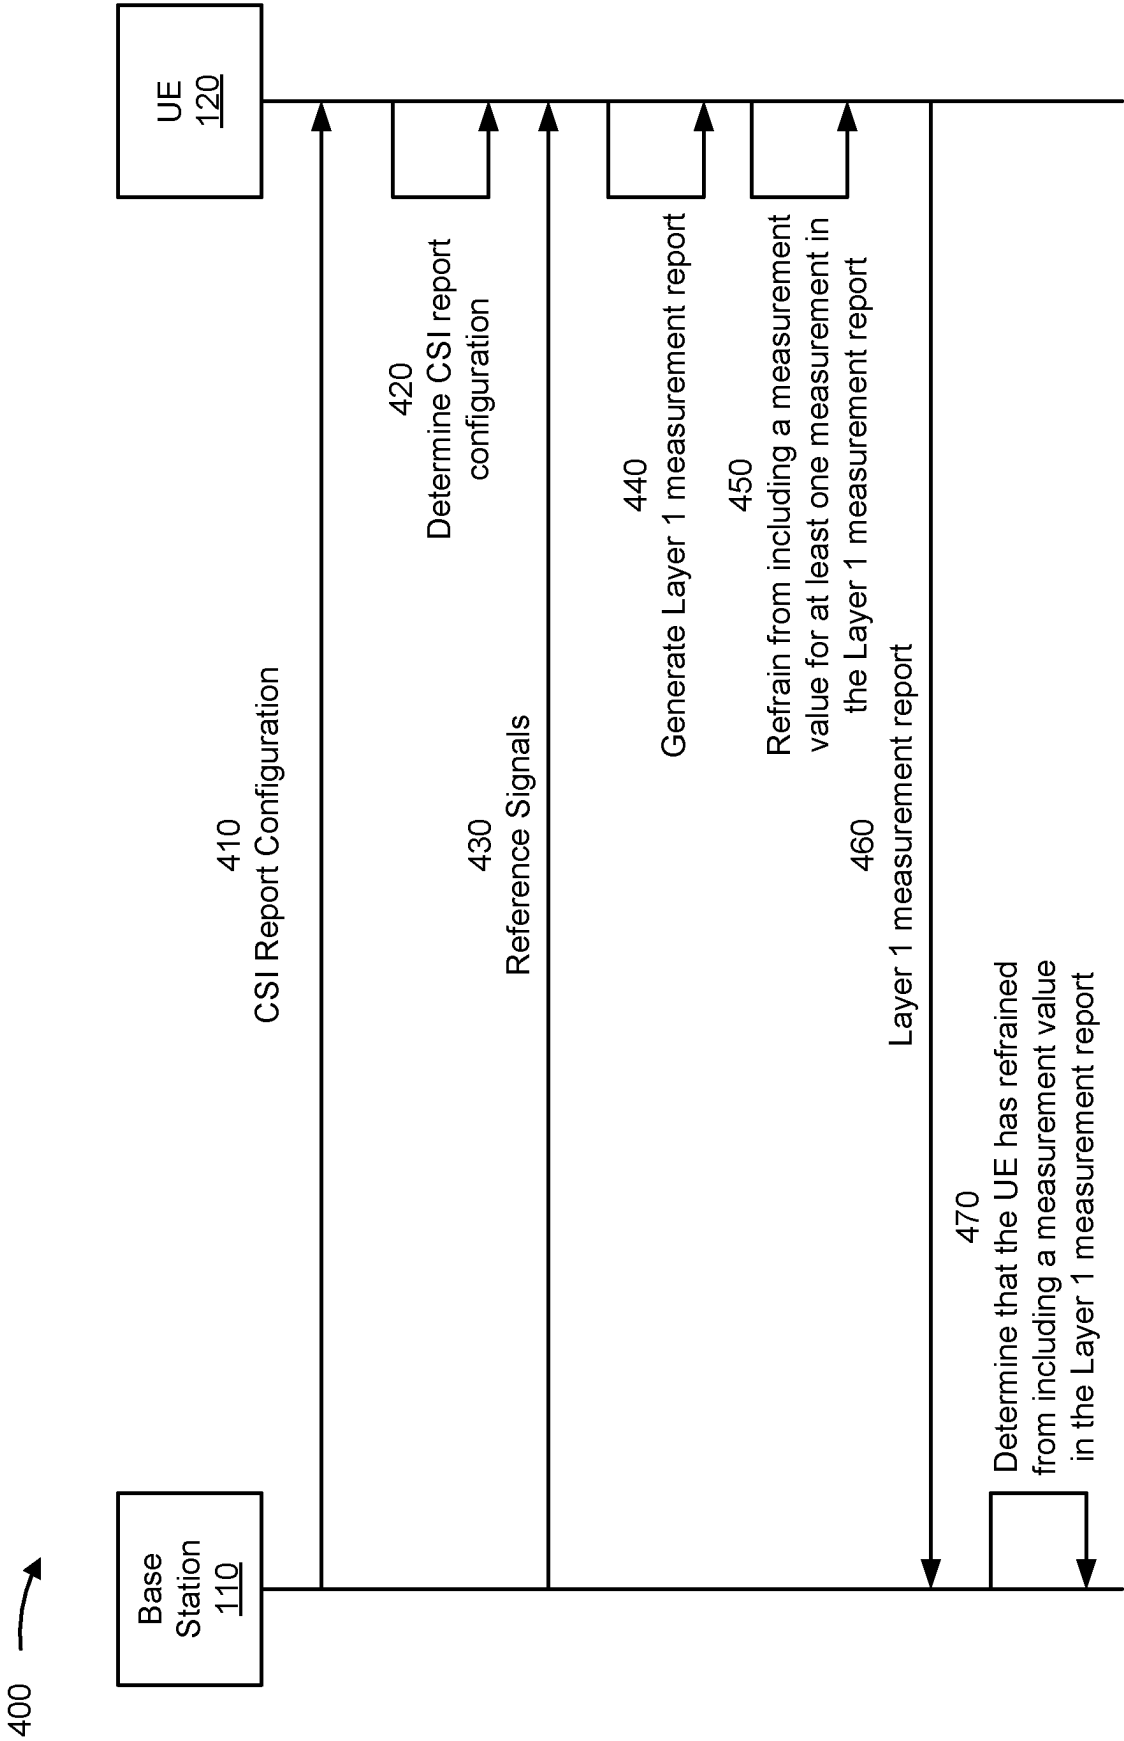 400
Base
Station
110
UE
120
410
CSI Report Configuration
420
Determine CSI report
configuration
430
Reference Signals
440
Generate Layer 1 measurement report
450
Refrain from including a measurement
value for at least one measurement in
the Layer 1 measurement report
460
Layer 1 measurement report
470
Determine that the UE has refrained
from including a measurement value
in the Layer 1 measurement report